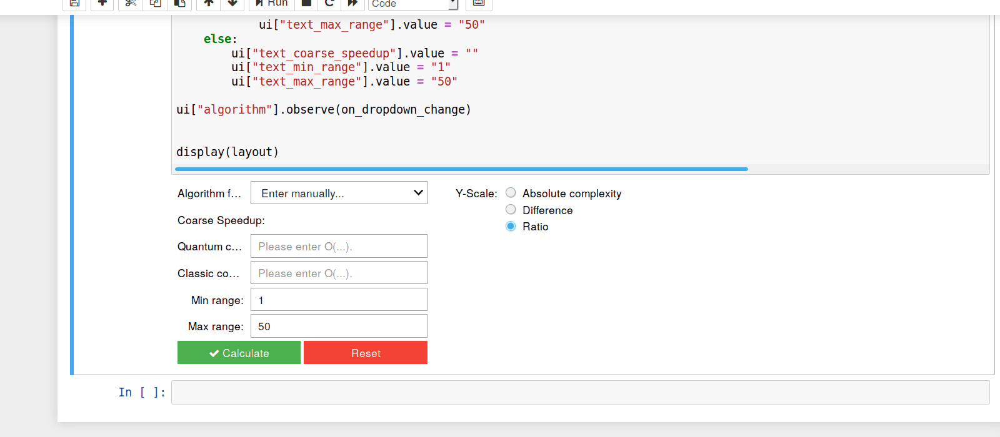 Run Code
ui["text_max_range"].value = "50"
else:
ui["text_coarse_speedup"].value = ""
ui["text_min_range"].value = "1"
ui["text_max_range"].value = "50"
ui["algorithm"].observe(on_dropdown_change)
display(layout)
Algorithm f... Enter manually...
Coarse Speedup:
Quantum c... Please enter O(...).
Classic co... Please enter O(...).
Min range: 1
Max range: 50
Calculate Reset
Y-Scale: Absolute complexity
Difference
Ratio
In [ ]: